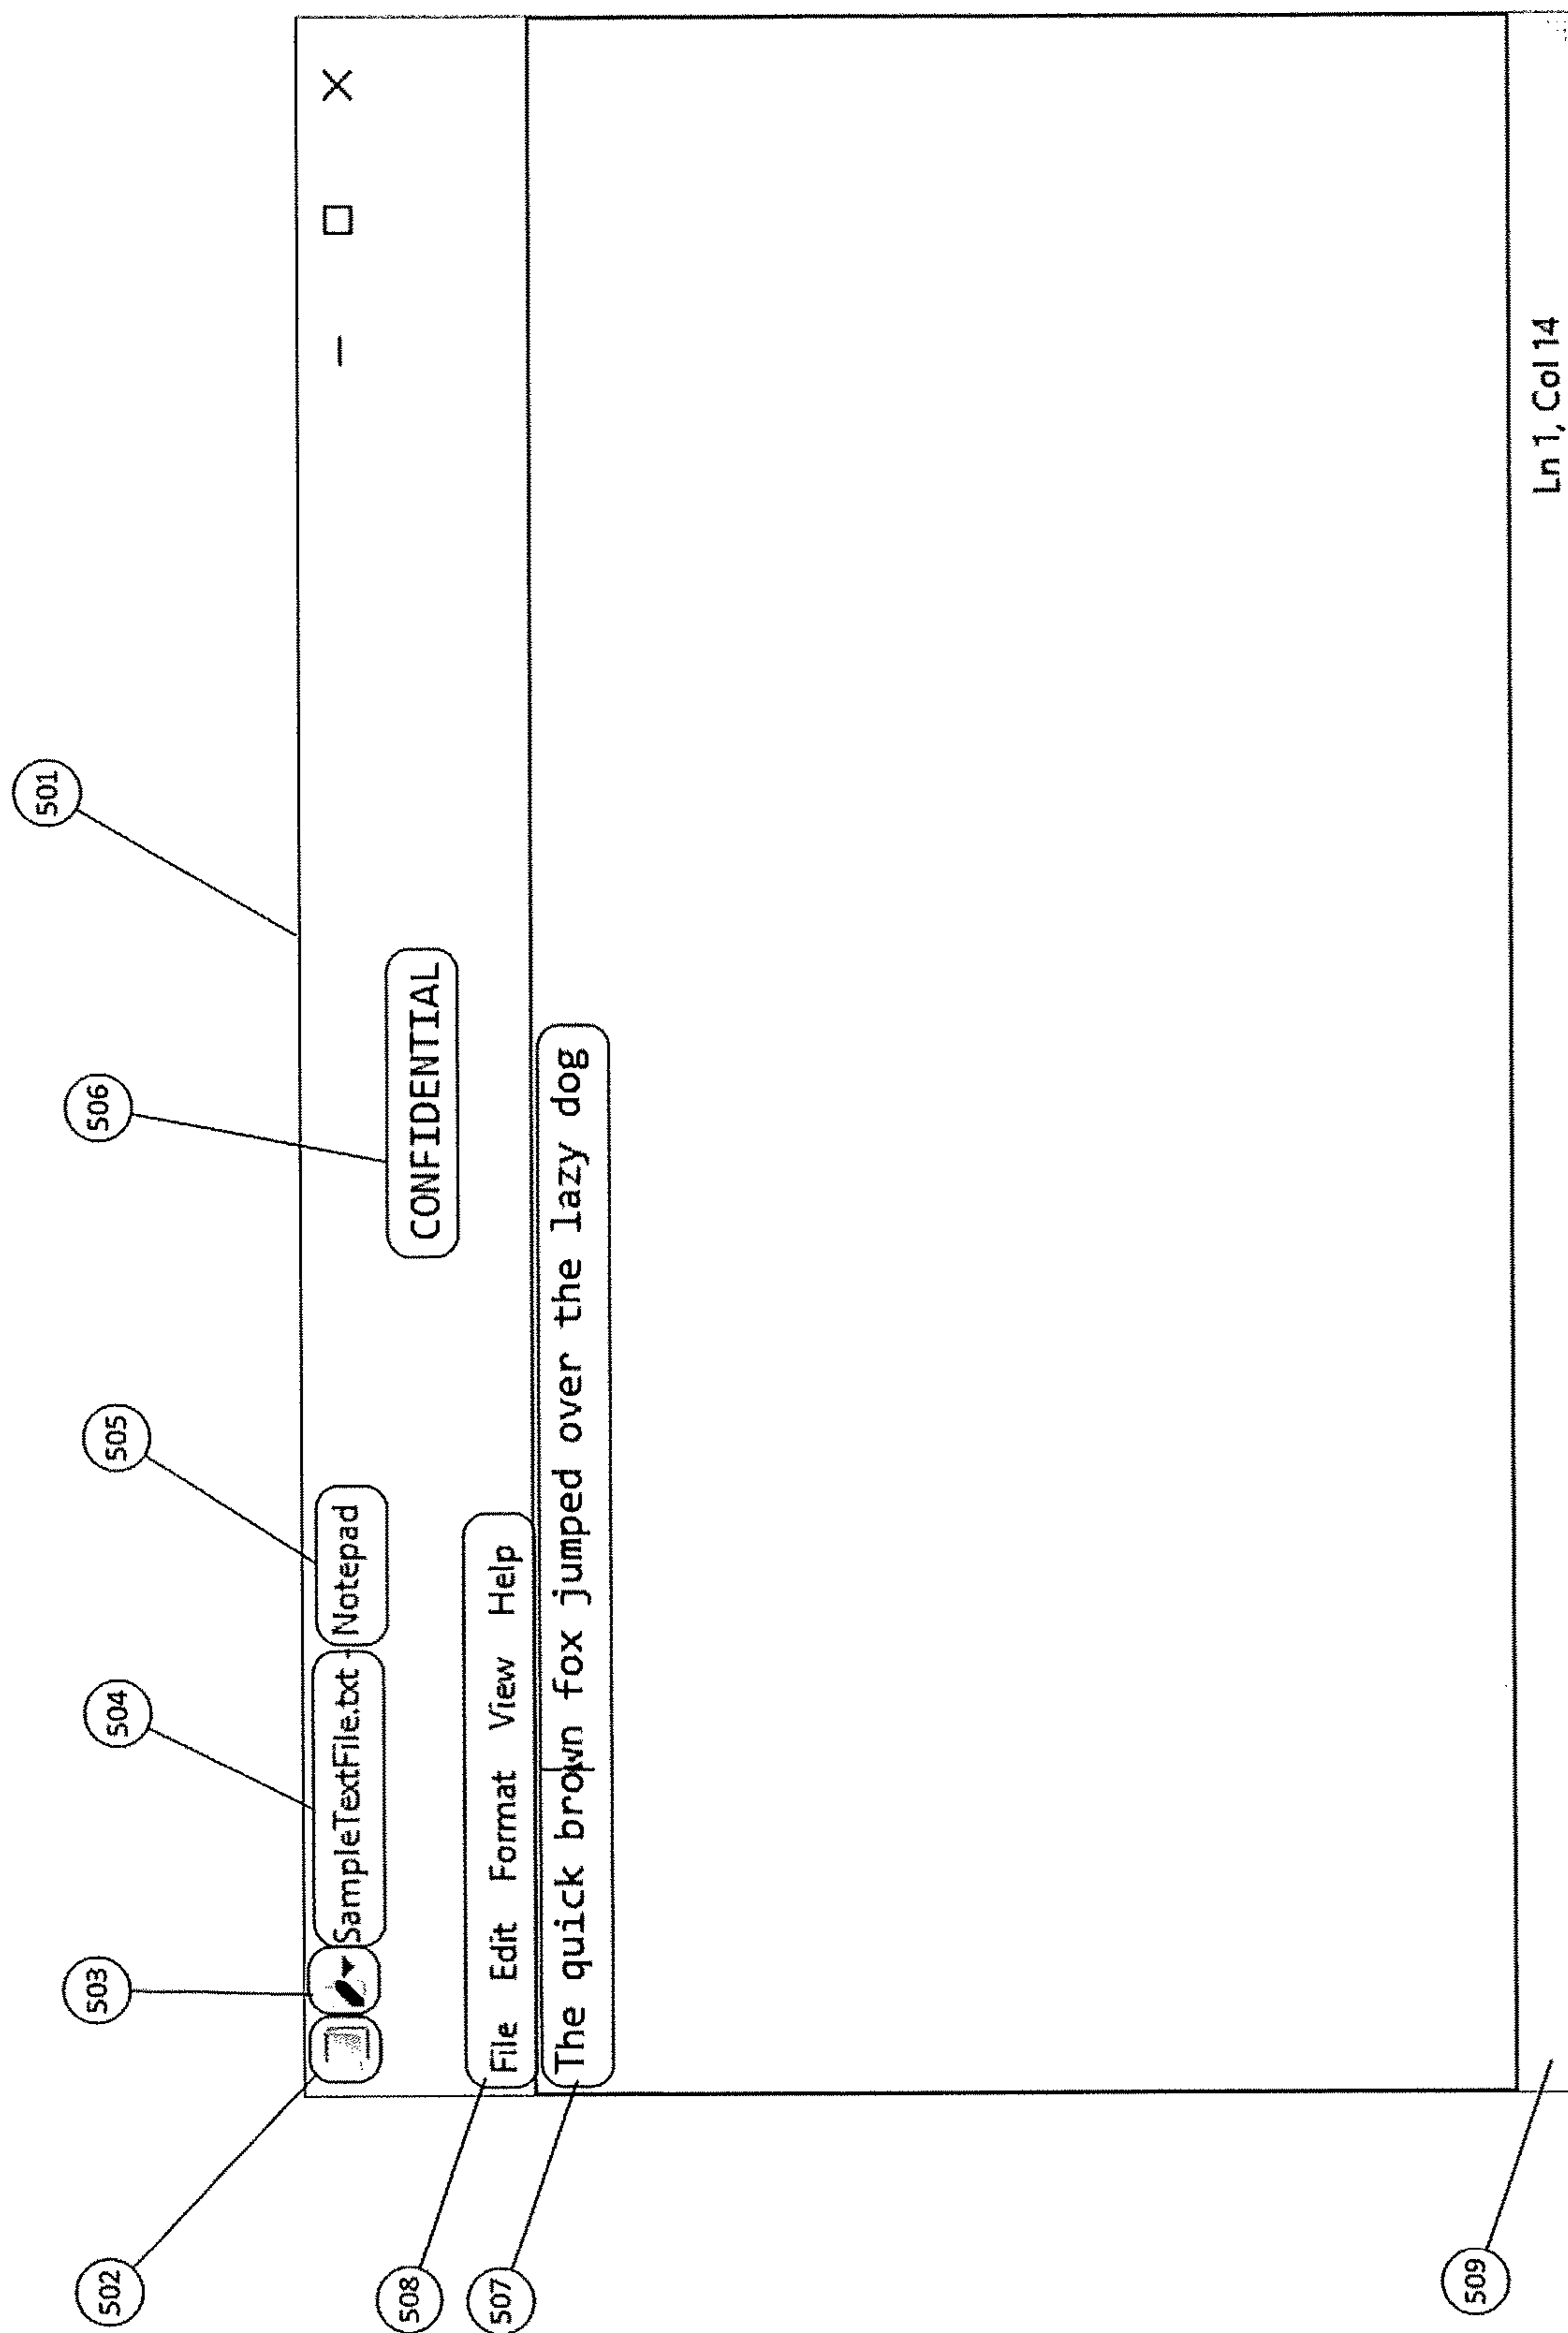 501
506
505
504
503
502
SampleTextFile.txt - Notepad
CONFIDENTIAL
508
File Edit Format View Help
507
The quick brown fox jumped over the lazy dog
509
Ln 1, Col 14